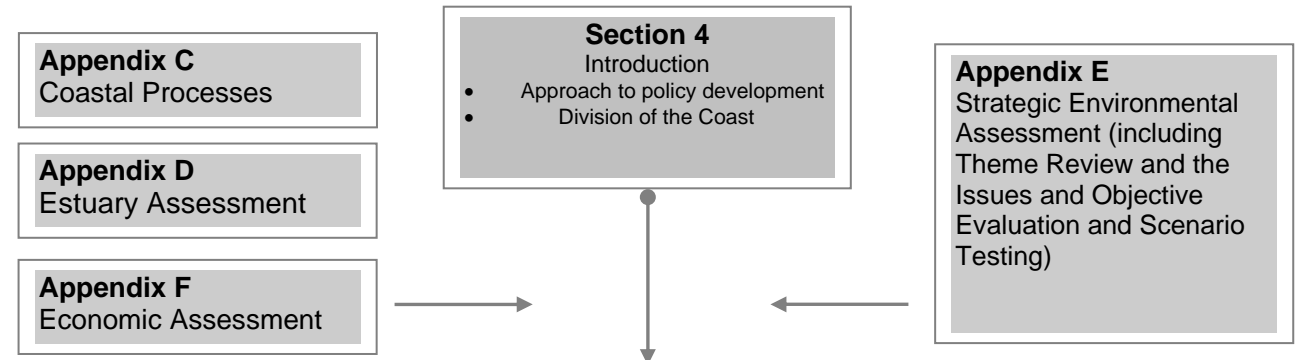 Appendix C
Coastal Processes
Appendix D
Estuary Assessment
Appendix F
Economic Assessment
Section 4
Introduction
• Approach to policy development
• Division of the Coast
Appendix E
Strategic Environmental
Assessment (including
Theme Review and the
Issues and Objective
Evaluation and Scenario
Testing)